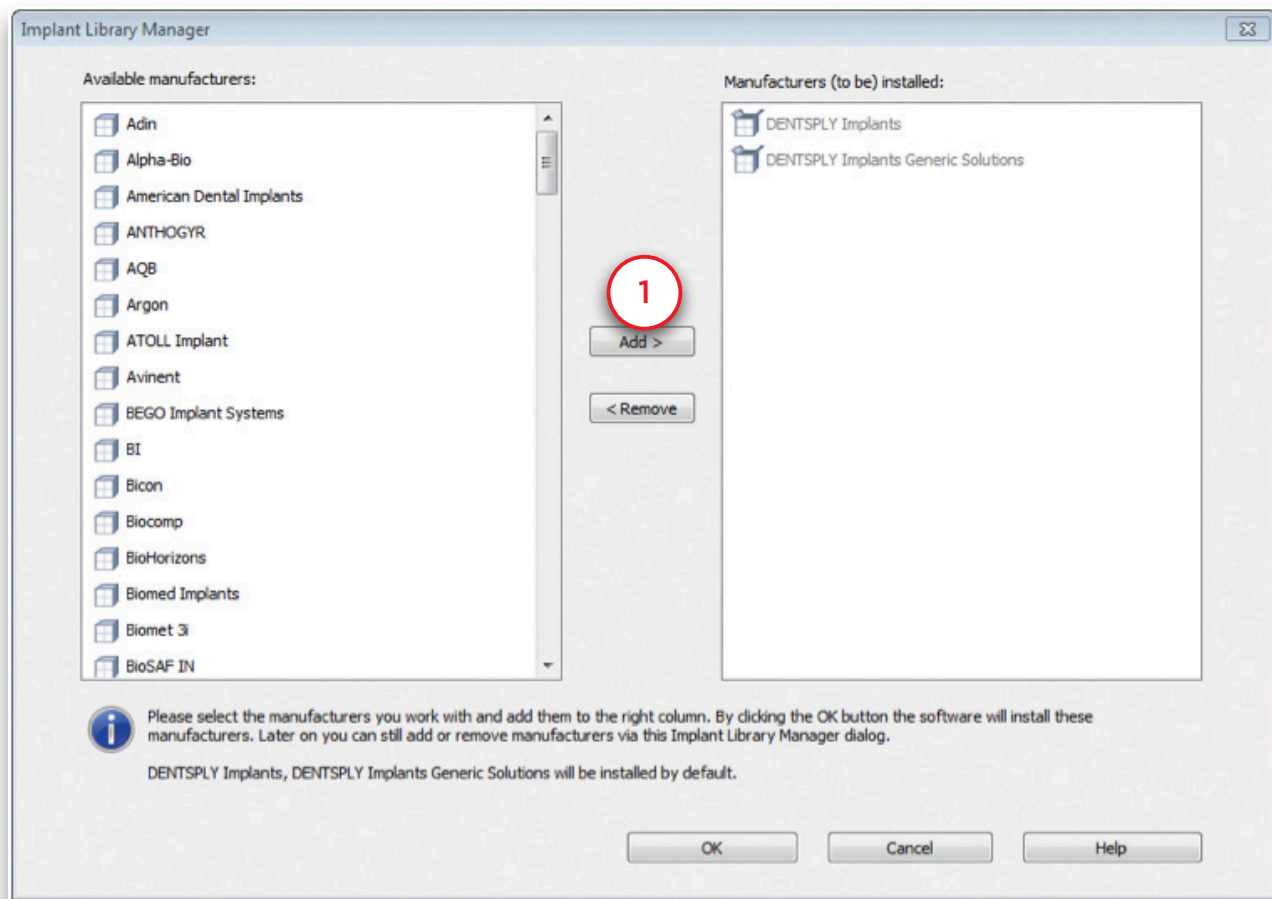 Implant Library Manager
Available manufacturers:
Adin
Alpha-Bio
American Dental Implants
ANTHOGYR
AQB
Argon
ATOLL Implant
Avinent
BEGO Implant Systems
BI
Bicon
Biocomp
BioHorizons
Biomed Implants
Biomet 3i
BioSAF IN
1
Add >
< Remove
Manufacturers (to be) installed:
DENTSPLY Implants
DENTSPLY Implants Generic Solutions
Please select the manufacturers you work with and add them to the right column. By clicking the OK button the software will install these
manufacturers. Later on you can still add or remove manufacturers via this Implant Library Manager dialog.
DENTSPLY Implants, DENTSPLY Implants Generic Solutions will be installed by default.
OK
Cancel
Help